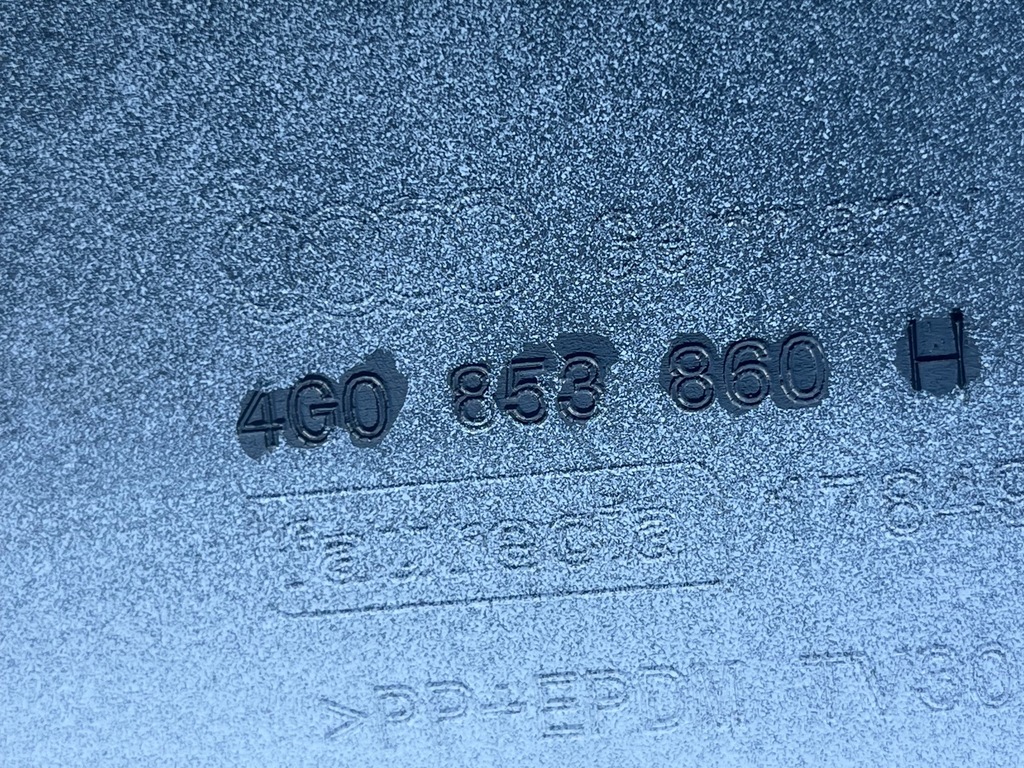 4G0 853 860 H
faurecia
>PP+EPDM-TV30